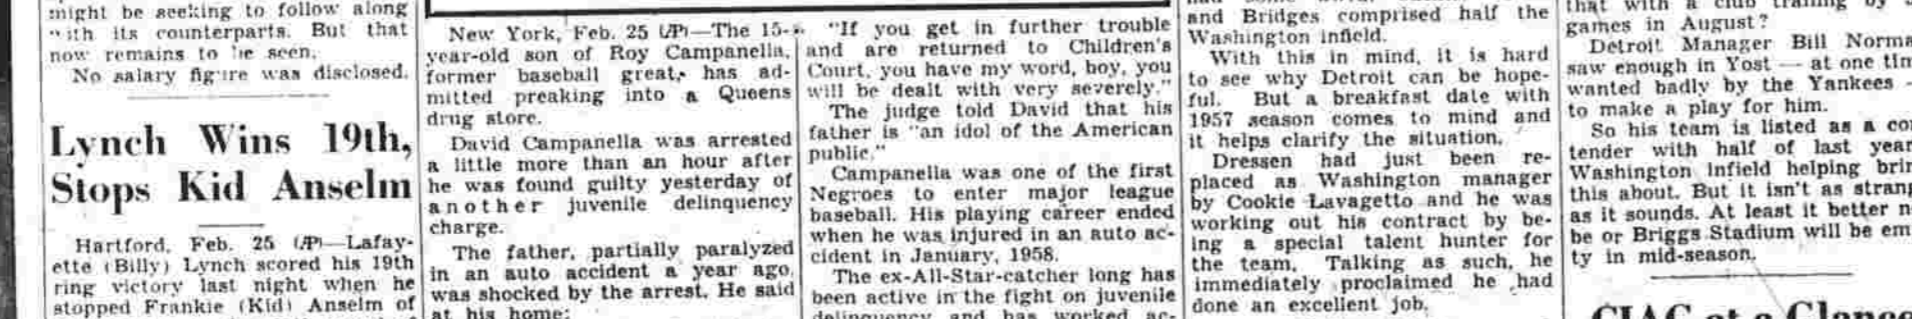 might be seeking to follow along
with its counterparts. But that
now remains to be seen.
No salary figure was disclosed.
Lynch Wins 19th,
Stops Kid Anselm
Hartford, Feb. 25 (AP)—Lafay-
ette (Billy) Lynch scored his 19th
ring victory last night when he
stopped Frankie (Kid) Anselm of
New York, Feb. 25 (AP)—The 15-
year-old son of Roy Campanella,
former baseball great, has ad-
mitted preaking into a Queens
drug store.
David Campanella was arrested
a little more than an hour after
he was found guilty yesterday of
another juvenile delinquency
charge.
The father, partially paralyzed
in an auto accident a year ago,
was shocked by the arrest. He said
at his home:
"If you get in further trouble
and are returned to Children's
Court, you have my word, boy, you
will be dealt with very severely."
The judge told David that his
father is "an idol of the American
public."
Campanella was one of the first
Negroes to enter major league
baseball. His playing career ended
when he was injured in an auto ac-
cident in January, 1958.
The ex-All-Star-catcher long has
been active in the fight on juvenile
delinquency and has worked ac-
and Bridges comprised half the
Washington infield.
With this in mind, it is hard
to see why Detroit can be hope-
ful. But a breakfast date with
1957 season comes to mind and
it helps clarify the situation.
Dressen had just been re-
placed as Washington manager
by Cookie Lavagetto and he was
working out his contract by be-
ing a special talent hunter for
the team. Talking as such, he
immediately proclaimed he had
done an excellent job.
that with a club trailing by
games in August?
Detroit Manager Bill Norma
saw enough in Yost — at one tim
wanted badly by the Yankees -
to make a play for him.
So his team is listed as a co
tender with half of last year
Washington infield helping brin
this about. But it isn't as strang
as it sounds. At least it better n
be or Briggs Stadium will be em
ty in mid-season.
CIAC at a Glance